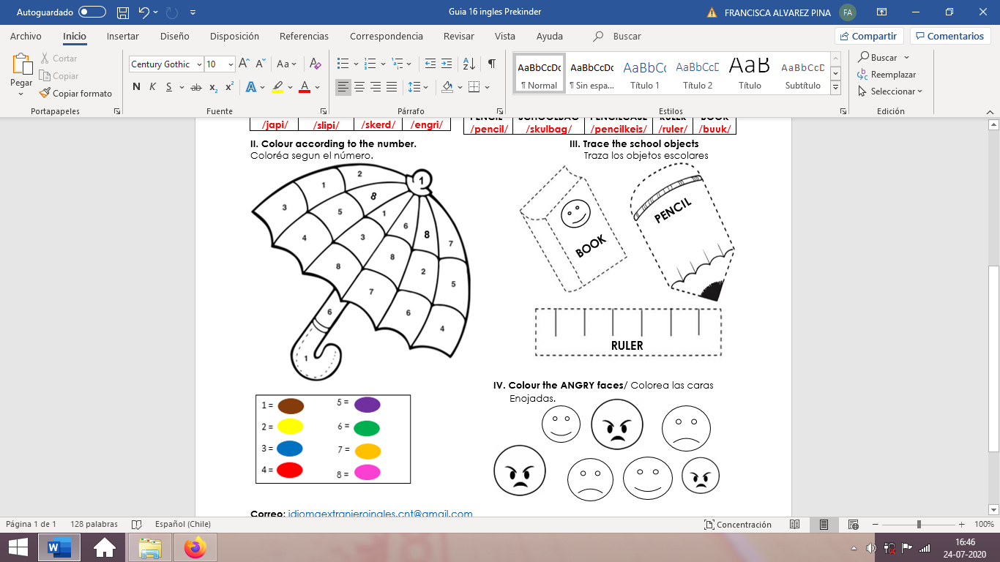 Autoguardado
Guia 16 ingles Prekinder
FRANCISCA ALVAREZ PINA
FA
Archivo
Inicio
Insertar
Diseño
Disposición
Referencias
Correspondencia
Revisar
Vista
Ayuda
Buscar
Compartir
Comentarios
Pegar
Cortar
Copiar
Copiar formato
Portapapeles
Century Gothic
10
A A Aa A
N K S ab x₂ x² A A
Fuente
Párrafo
AaBbCcDc
¶ Normal
AaBbCcDc
¶ Sin espa...
AaBbCc
Título 1
AaBbCcD
Título 2
AaB
Título
AaBbCcD
Subtítulo
Estilos
Buscar
Reemplazar
Seleccionar
Edición
PENCIL SCHOOLBAG PENCILCASE RULER BOOK
/japi/ /slipi/ /skerd/ /engri/
/pencil/ /skulbag/ /pencilkeis/ /ruler/ /buuk/
II. Colour according to the number.
Coloréa segun el número.
3 1 2 1
4 5 8
8 3 1
7 8 6
6 2 8
4 5 7
6
1
1 =
2 =
3 =
4 =
5 =
6 =
7 =
8 =
III. Trace the school objects
Traza los objetos escolares
BOOK
PENCIL
RULER
IV. Colour the ANGRY faces/ Colorea las caras
Enojadas.
Correo: idiomaextranjeroingles.cnt@gmail.com
Página 1 de 1
128 palabras
Español (Chile)
Concentración
100%
16:46
24-07-2020